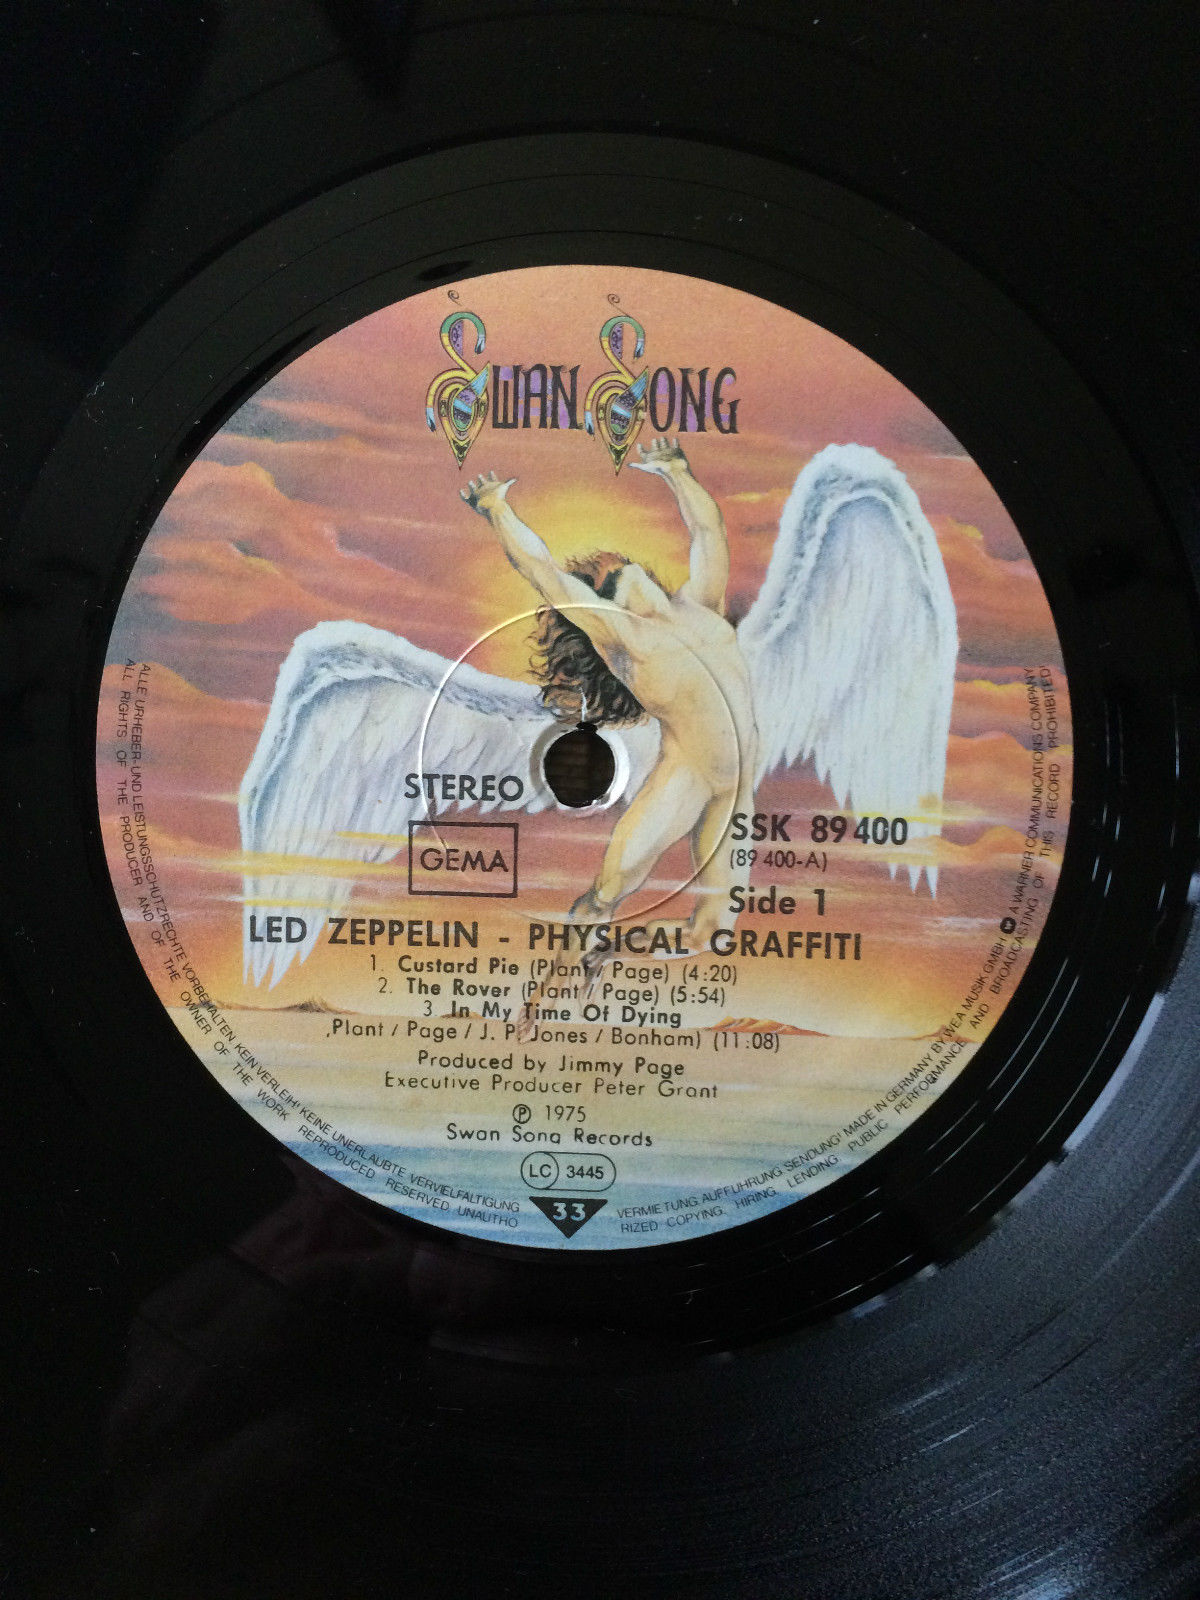 SWAN SONG
STEREO
GEMA
SSK 89 400
(89 400-A)
Side 1
LED ZEPPELIN - PHYSICAL GRAFFITI
1. Custard Pie (Plant / Page) (4:20)
2. The Rover (Plant / Page) (5:54)
3. In My Time Of Dying
(Plant / Page / J. P. Jones / Bonham) (11:08)
Produced by Jimmy Page
Executive Producer Peter Grant
℗ 1975
Swan Song Records
LC 3445
33
ALLE URHEBER- UND LEISTUNGSSCHUTZRECHTE VORBEHALTEN KEIN VERLEIH! KEINE UNERLAUBTE VERVIELFÄLTIGUNG VERMIETUNG AUFFÜHRUNG SENDUNG! MADE IN GERMANY BY WEA MUSIK GMBH A WARNER COMMUNICATIONS COMPANY
ALL RIGHTS OF THE PRODUCER AND OF THE OWNER OF THE WORK REPRODUCED RESERVED UNAUTHORIZED COPYING HIRING LENDING PUBLIC PERFORMANCE AND BROADCASTING OF THIS RECORD PROHIBITED!